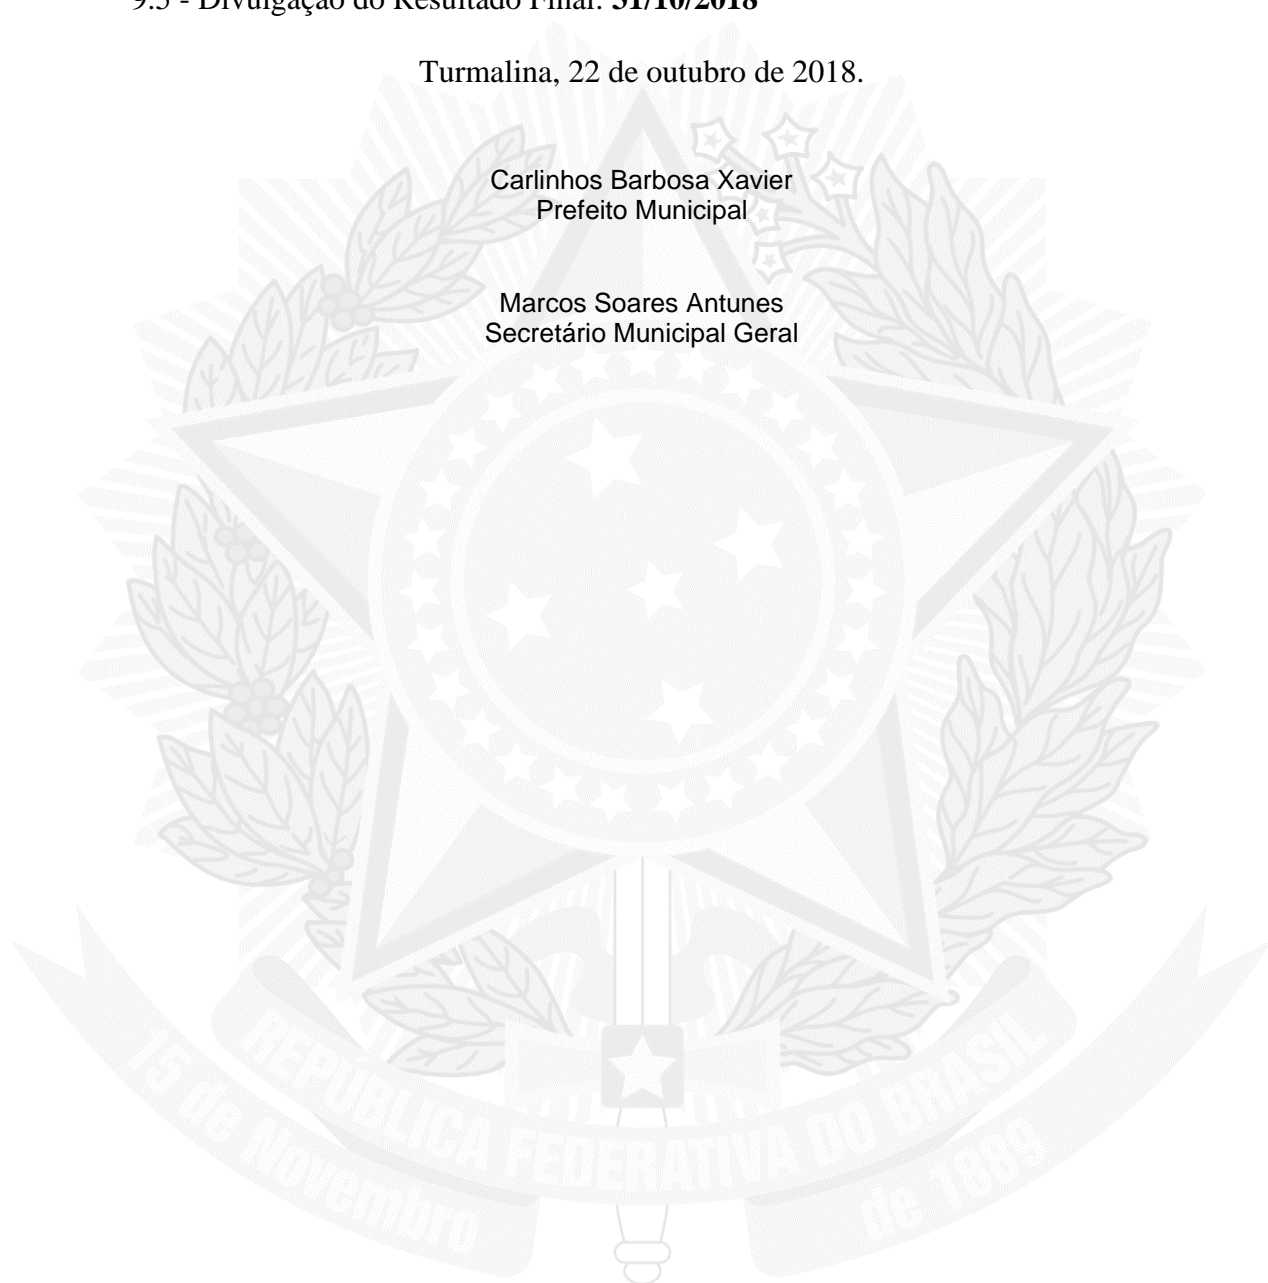 9.5 - Divulgação do Resultado Final: 31/10/2018
Turmalina, 22 de outubro de 2018.
Carlinhos Barbosa Xavier
Prefeito Municipal
Marcos Soares Antunes
Secretário Municipal Geral
REPÚBLICA FEDERATIVA DO BRASIL
15 de Novembro
de 1889